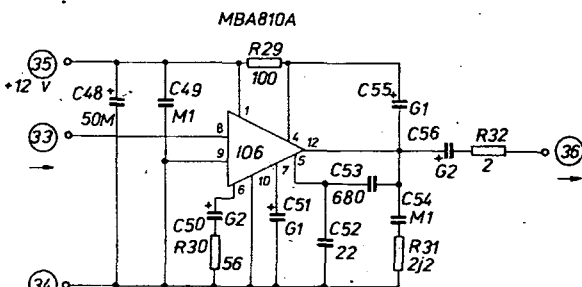 MBA810A
35
+12 V
R29
100
C48
+
50M
C49
M1
1
4
C55
+
G1
33
8
9
IO6
12
C56
+
G2
R32
2
36
6
10
7
5
C53
680
C54
M1
C50
+
G2
C51
+
G1
C52
22
R30
56
R31
2j2
34